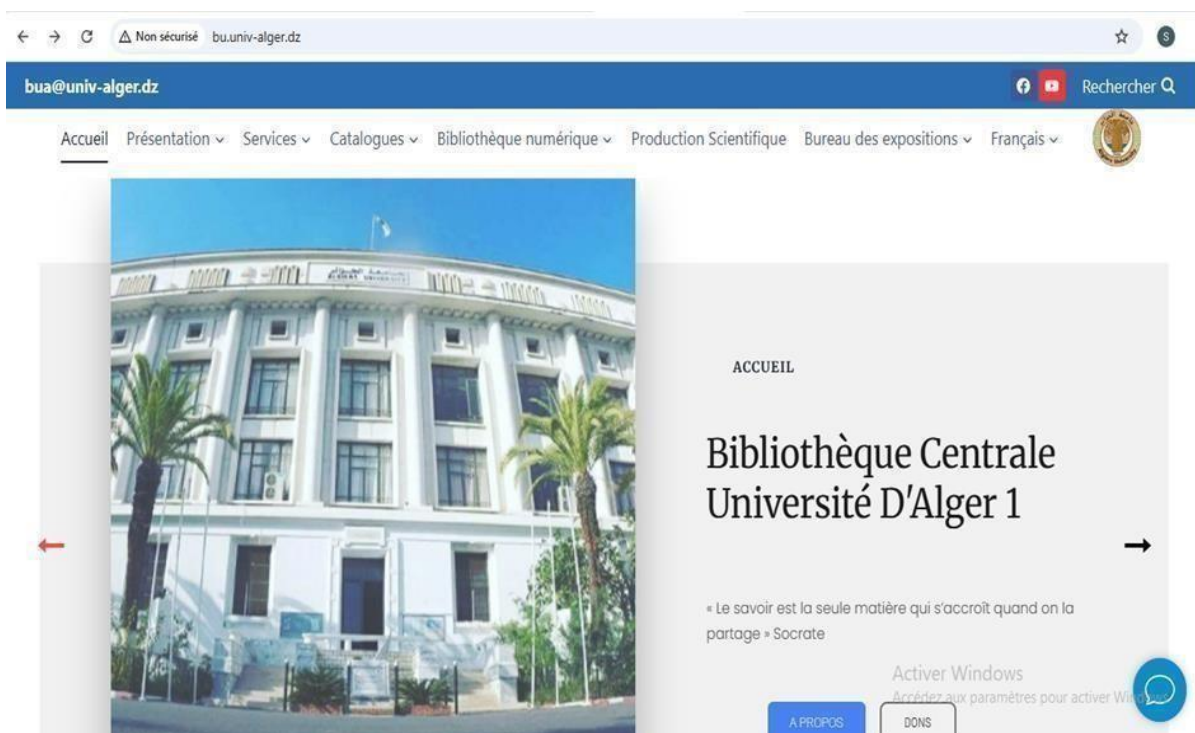 Non sécurisé bu.univ-alger.dz
S
bua@univ-alger.dz Rechercher
Accueil Présentation Services Catalogues Bibliothèque numérique Production Scientifique Bureau des expositions Français
ACCUEIL
Bibliothèque Centrale
Université D'Alger 1
« Le savoir est la seule matière qui s'accroît quand on la
partage » Socrate
Activer Windows
Accédez aux paramètres pour activer Windows
A PROPOS DONS